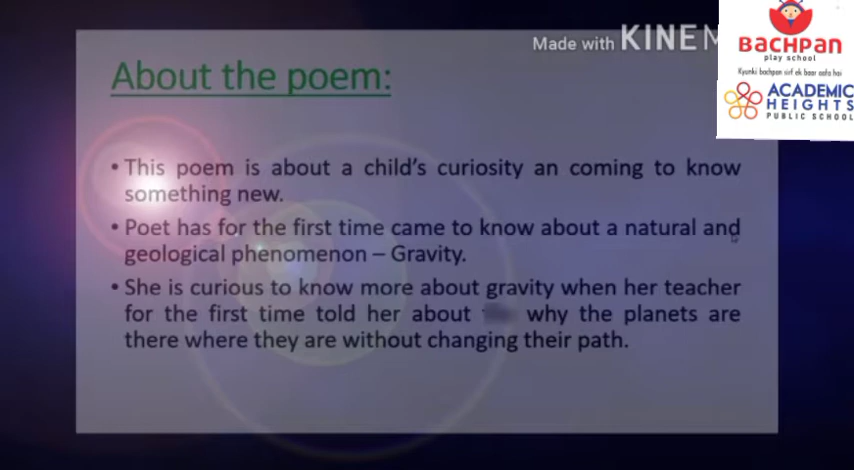 Made with KINEM
BACHPAN
play school
Kyunki bachpan sirf ek baar aata hai
ACADEMIC
HEIGHTS
PUBLIC SCHOOL
About the poem:
• This poem is about a child's curiosity an coming to know
something new.
• Poet has for the first time came to know about a natural and
geological phenomenon – Gravity.
• She is curious to know more about gravity when her teacher
for the first time told her about why the planets are
there where they are without changing their path.